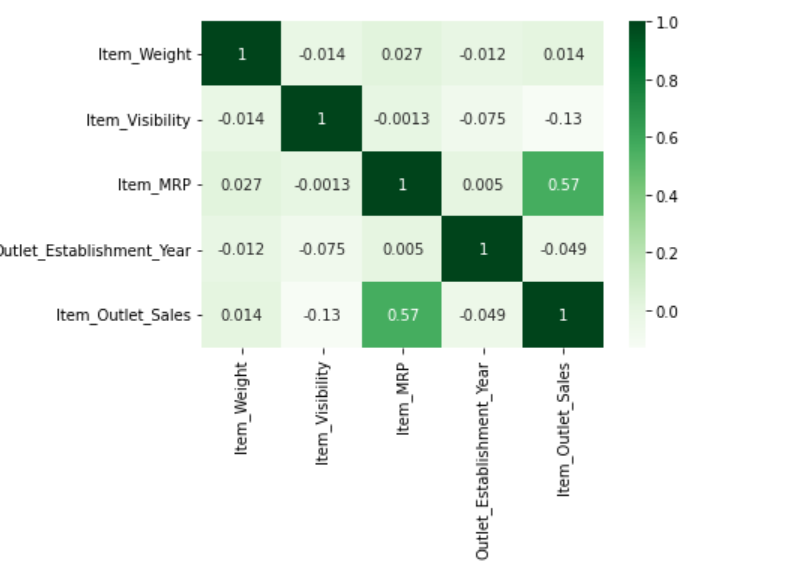 Item_Weight 1 -0.014 0.027 -0.012 0.014
Item_Visibility -0.014 1 -0.0013 -0.075 -0.13
Item_MRP 0.027 -0.0013 1 0.005 0.57
Outlet_Establishment_Year -0.012 -0.075 0.005 1 -0.049
Item_Outlet_Sales 0.014 -0.13 0.57 -0.049 1
Item_Weight
Item_Visibility
Item_MRP
Outlet_Establishment_Year
Item_Outlet_Sales
1.0
0.8
0.6
0.4
0.2
0.0